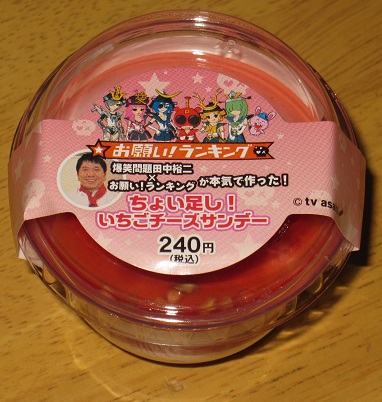 お願い!ランキング
爆笑問題田中裕二
×
お願い!ランキングが本気で作った!
ちょい足し!
いちごチーズサンデー
240円
(税込)
©tv asahi